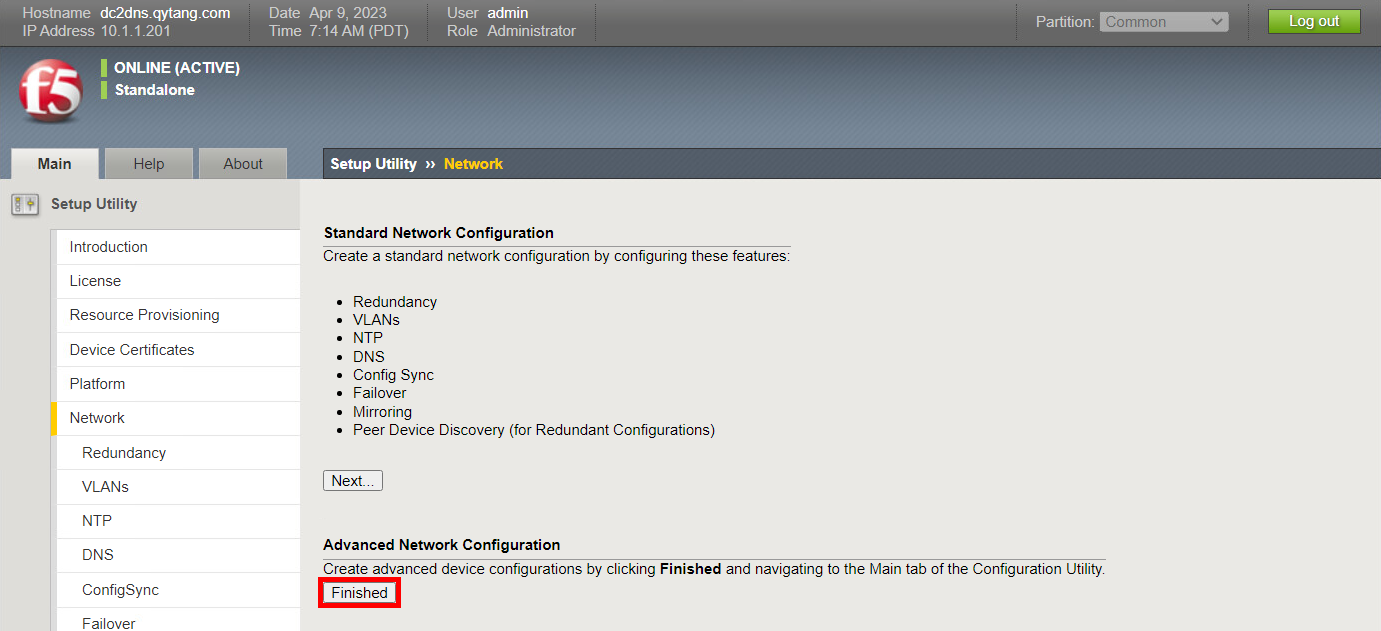 Hostname dc2dns.qytang.com Date Apr 9, 2023 User admin Partition: Common Log out
IP Address 10.1.1.201 Time 7:14 AM (PDT) Role Administrator
f5
ONLINE (ACTIVE)
Standalone
Main Help About Setup Utility ›› Network
Setup Utility
Introduction
License
Resource Provisioning
Device Certificates
Platform
Network
Redundancy
VLANs
NTP
DNS
ConfigSync
Failover
Standard Network Configuration
Create a standard network configuration by configuring these features:
• Redundancy
• VLANs
• NTP
• DNS
• Config Sync
• Failover
• Mirroring
• Peer Device Discovery (for Redundant Configurations)
Next...
Advanced Network Configuration
Create advanced device configurations by clicking Finished and navigating to the Main tab of the Configuration Utility.
Finished